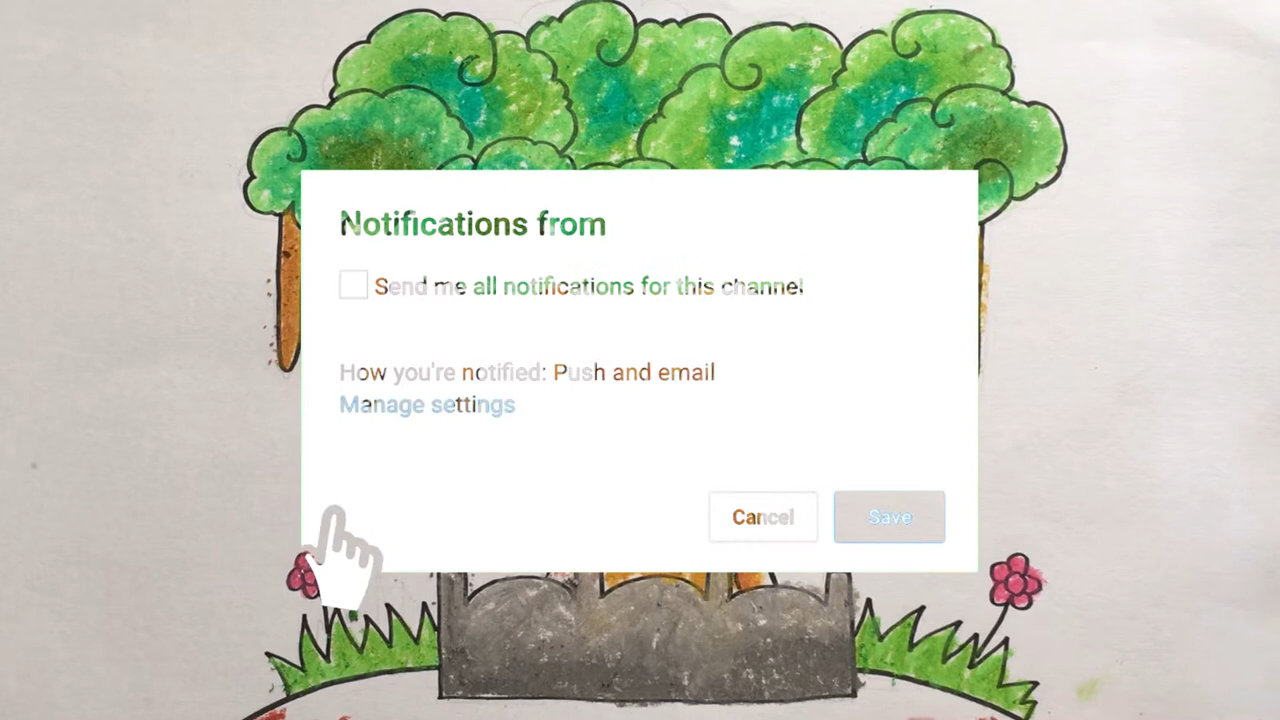 Notifications from
Send me all notifications for this channel
How you're notified: Push and email
Manage settings
Cancel
Save